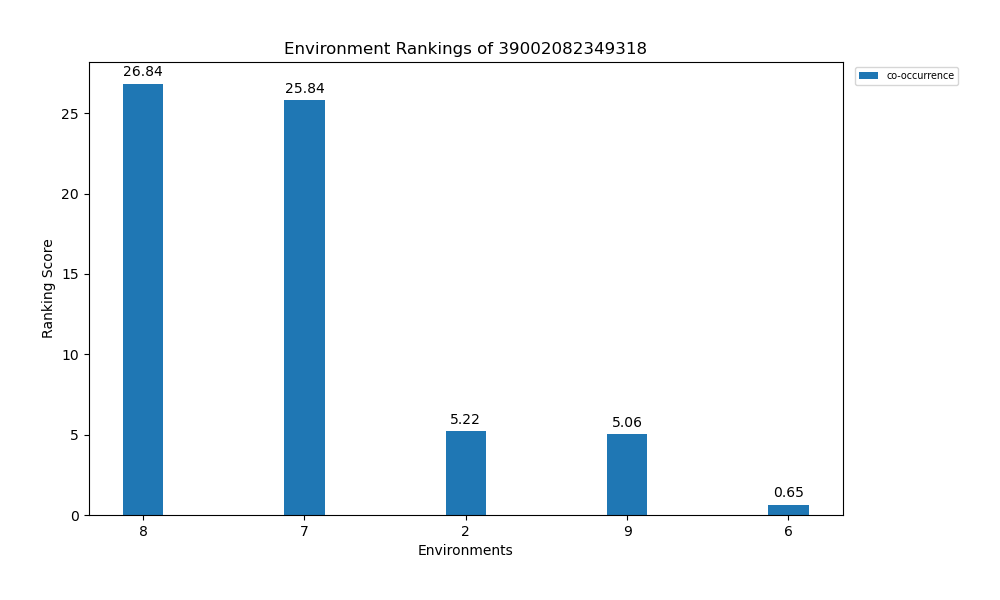 Environment Rankings of 39002082349318
26.84
25.84
5.22
5.06
0.65
co-occurrence
Ranking Score
25
20
15
10
5
0
8 7 2 9 6
Environments